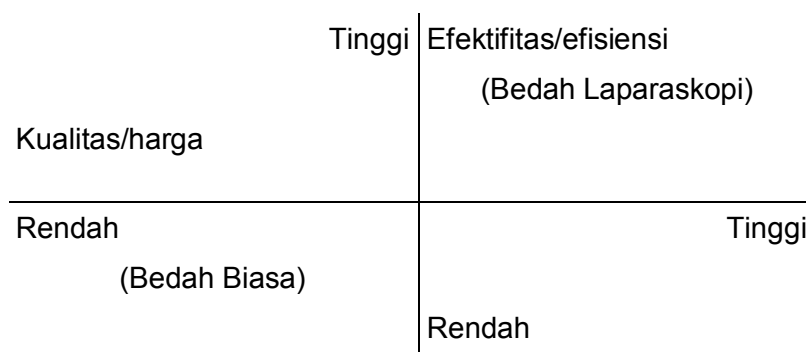 Tinggi Efektifitas/efisiensi
(Bedah Laparaskopi)
Kualitas/harga
Rendah Tinggi
(Bedah Biasa)
Rendah